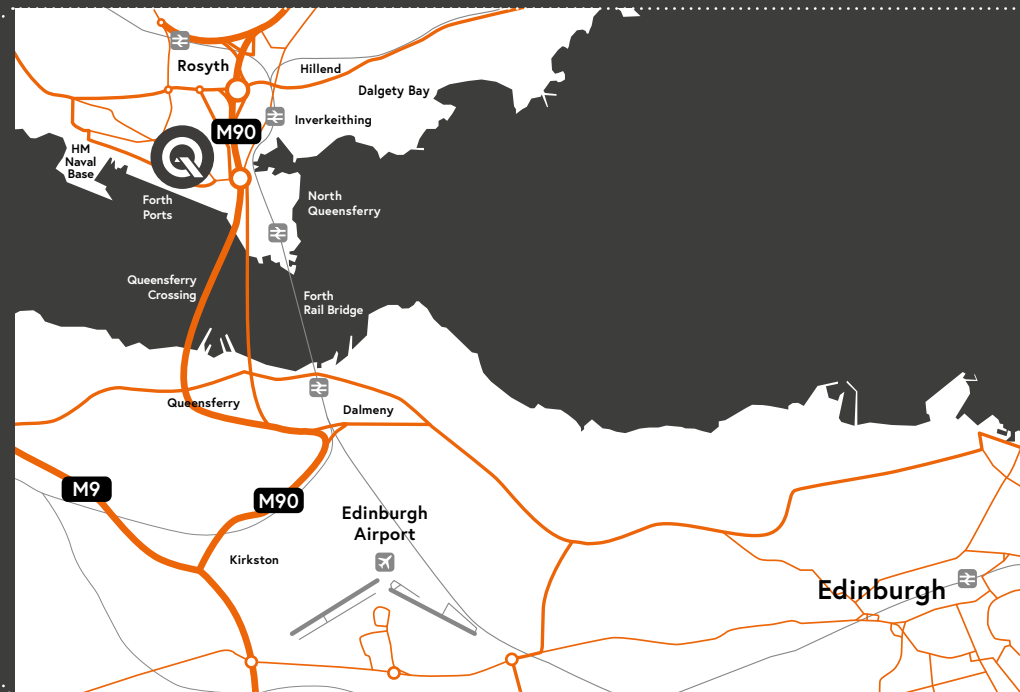 Rosyth
Hillend
Dalgety Bay
M90
Inverkeithing
HM
Naval
Base
Forth
Ports
North
Queensferry
Queensferry
Crossing
Forth
Rail Bridge
Queensferry
Dalmeny
M9
M90
Edinburgh
Airport
Kirkston
Edinburgh